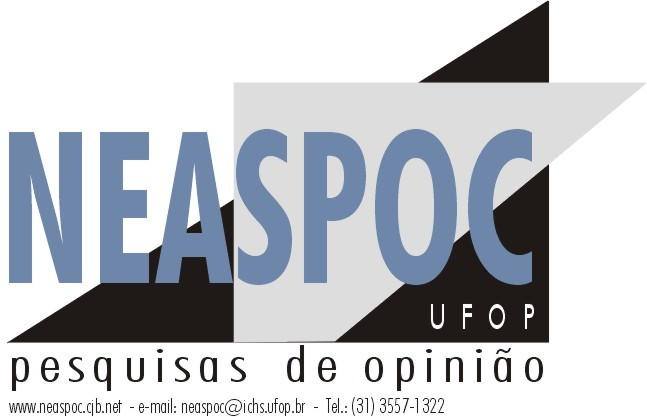 NEASPOC
UFOP
pesquisas de opinião
www.neaspoc.cjb.net - e-mail: neaspoc@ichs.ufop.br - Tel.: (31) 3557-1322